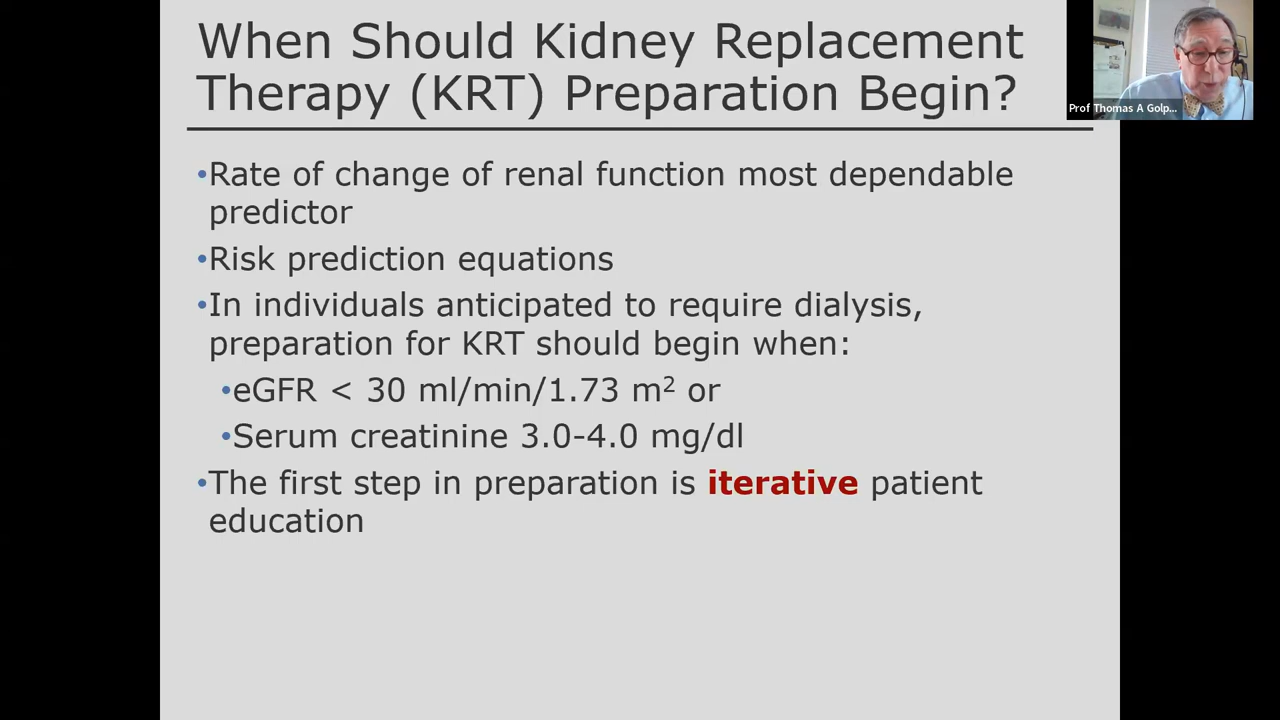 When Should Kidney Replacement
Therapy (KRT) Preparation Begin?
Prof Thomas A Golp...
•Rate of change of renal function most dependable
predictor
•Risk prediction equations
•In individuals anticipated to require dialysis,
preparation for KRT should begin when:
•eGFR < 30 ml/min/1.73 m² or
•Serum creatinine 3.0-4.0 mg/dl
•The first step in preparation is iterative patient
education